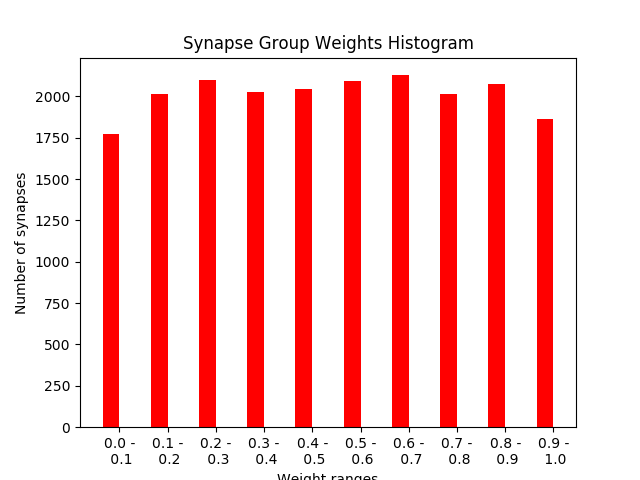 Synapse Group Weights Histogram
Number of synapses
2000
1750
1500
1250
1000
750
500
250
0
0.0 - 0.1 - 0.2 - 0.3 - 0.4 - 0.5 - 0.6 - 0.7 - 0.8 - 0.9 -
0.1 0.2 0.3 0.4 0.5 0.6 0.7 0.8 0.9 1.0
Weight ranges